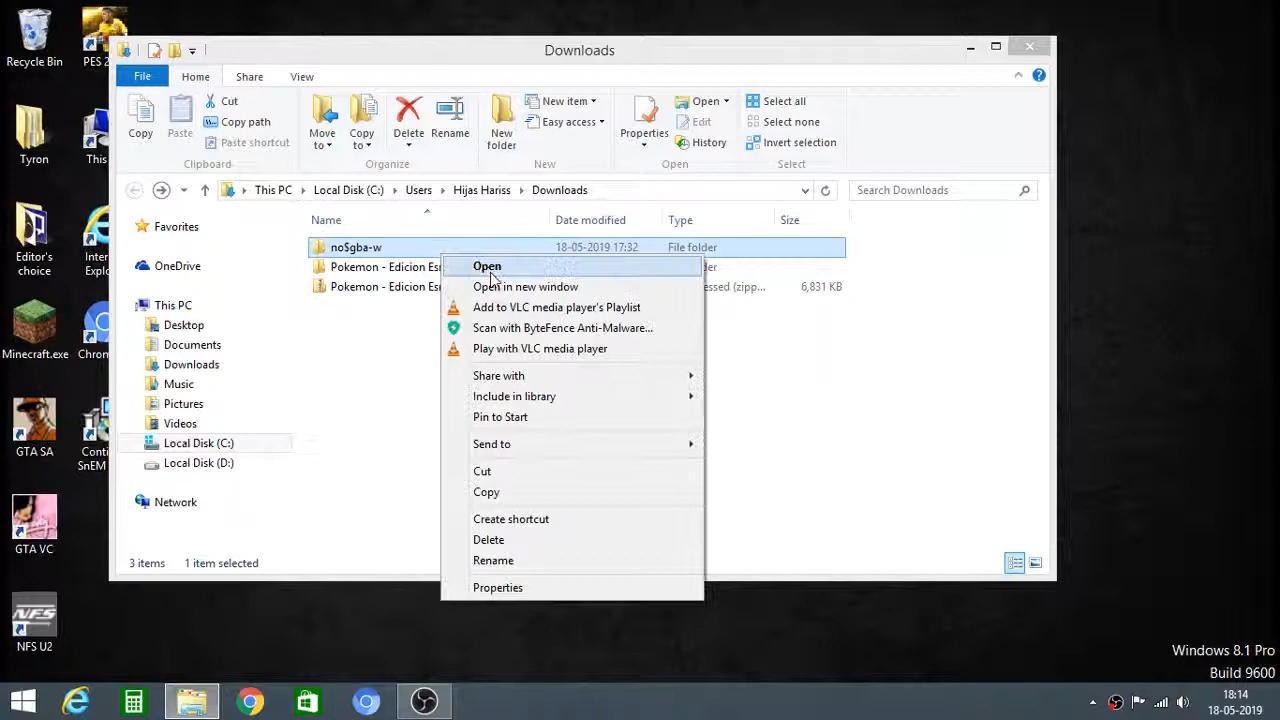 Recycle Bin
PES 2
Tyron
This
Editor's
choice
Inter
Explo
Minecraft.exe
Chrom
GTA SA
Conti
SnEM
GTA VC
NFS
NFS U2
Downloads
File
Home
Share
View
Copy
Paste
Cut
Copy path
Paste shortcut
Clipboard
Move
to
Copy
to
Delete
Rename
Organize
New
folder
New item
Easy access
New
Properties
Open
Edit
History
Open
Select all
Select none
Invert selection
Select
This PC
Local Disk (C:)
Users
Hijas Hariss
Downloads
Search Downloads
Name
Date modified
Type
Size
Favorites
OneDrive
This PC
Desktop
Documents
Downloads
Music
Pictures
Videos
Local Disk (C:)
Local Disk (D:)
Network
no$gba-w
18-05-2019 17:32
File folder
Pokemon - Edicion Es
der
Pokemon - Edicion Es
essed (zipp...
6,831 KB
Open
Open in new window
Add to VLC media player's Playlist
Scan with ByteFence Anti-Malware...
Play with VLC media player
Share with
Include in library
Pin to Start
Send to
Cut
Copy
Create shortcut
Delete
Rename
Properties
3 items
1 item selected
Windows 8.1 Pro
Build 9600
18:14
18-05-2019